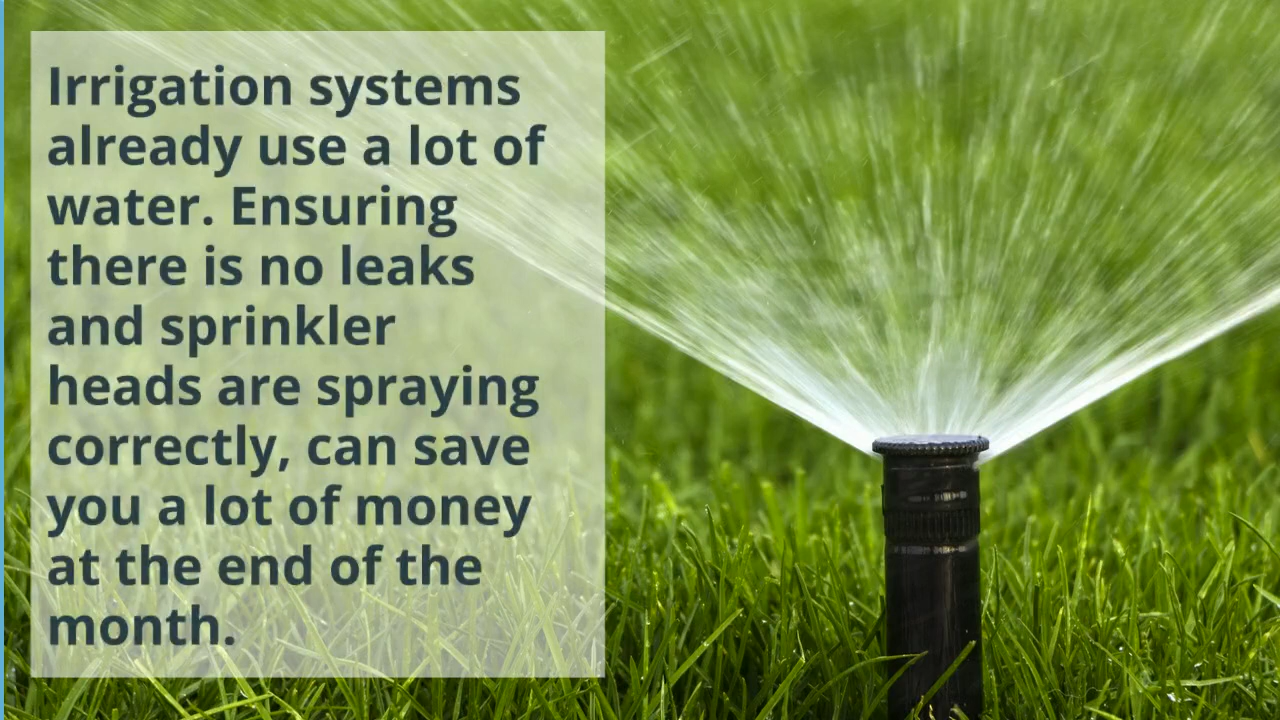 Irrigation systems
already use a lot of
water. Ensuring
there is no leaks
and sprinkler
heads are spraying
correctly, can save
you a lot of money
at the end of the
month.